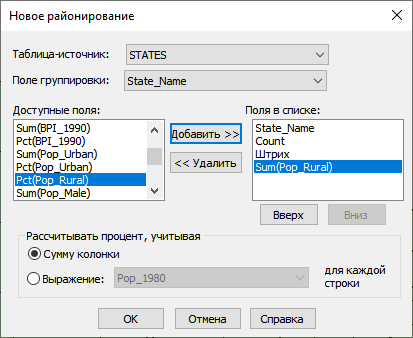 Новое районирование
Таблица-источник: STATES
Поле группировки: State_Name
Доступные поля:
Sum(BPI_1990)
Pct(BPI_1990)
Sum(Pop_Urban)
Pct(Pop_Urban)
Pct(Pop_Rural)
Sum(Pop_Male)
Добавить >>
<< Удалить
Поля в списке:
State_Name
Count
Штрих
Sum(Pop_Rural)
Вверх Вниз
Рассчитывать процент, учитывая
Сумму колонки
Выражение: Pop_1980 для каждой
строки
OK Отмена Справка